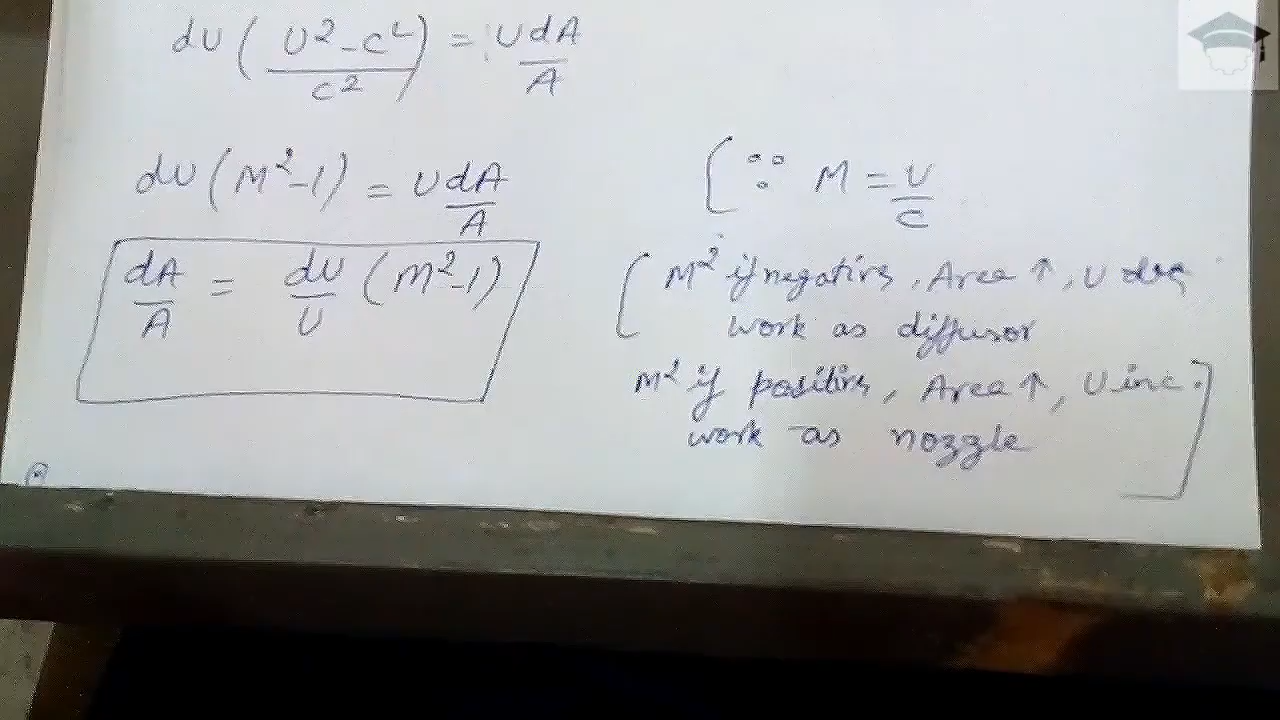 dU ( U² - C² / C² ) = U dA / A
dU (M² - 1) = U dA / A
[ ∵ M = U / C
dA / A = dU / U (M² - 1)
[ M² if negative, Area ↑, U
work as diffusor
M² if positive, Area ↑, U inc. ]
work as nozzle